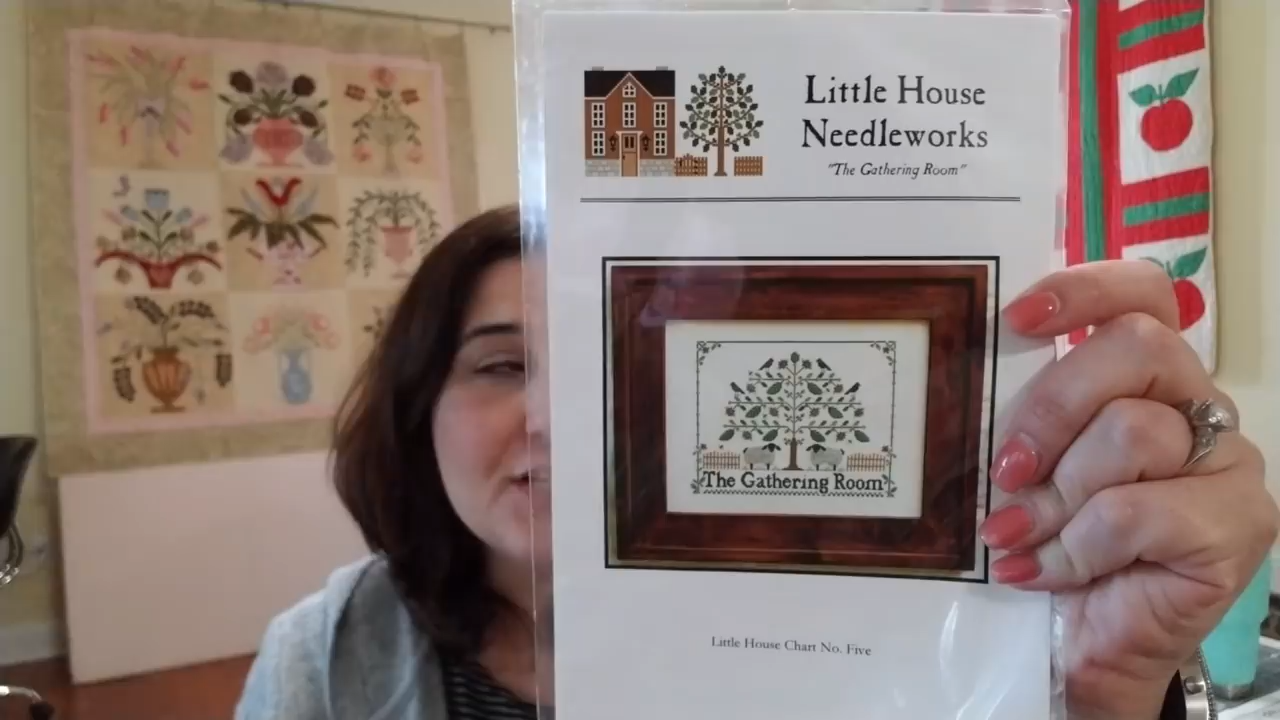 Little House
Needleworks
"The Gathering Room"
The Gathering Room
Little House Chart No. Five